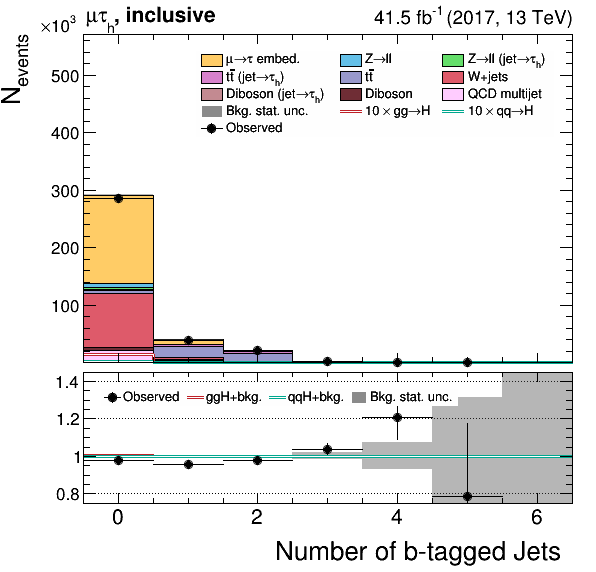 ×10³ μτₕ, inclusive 41.5 fb⁻¹ (2017, 13 TeV)
N_events
μ→τ embed. Z→ll Z→ll (jet→τₕ)
tt̄ (jet→τₕ) tt̄ W+jets
Diboson (jet→τₕ) Diboson QCD multijet
Bkg. stat. unc. 10 × gg→H 10 × qq→H
Observed
500
400
300
200
100
1.4
Observed ggH+bkg. qqH+bkg. Bkg. stat. unc.
1.2
1
0.8
0 2 4 6
Number of b-tagged Jets